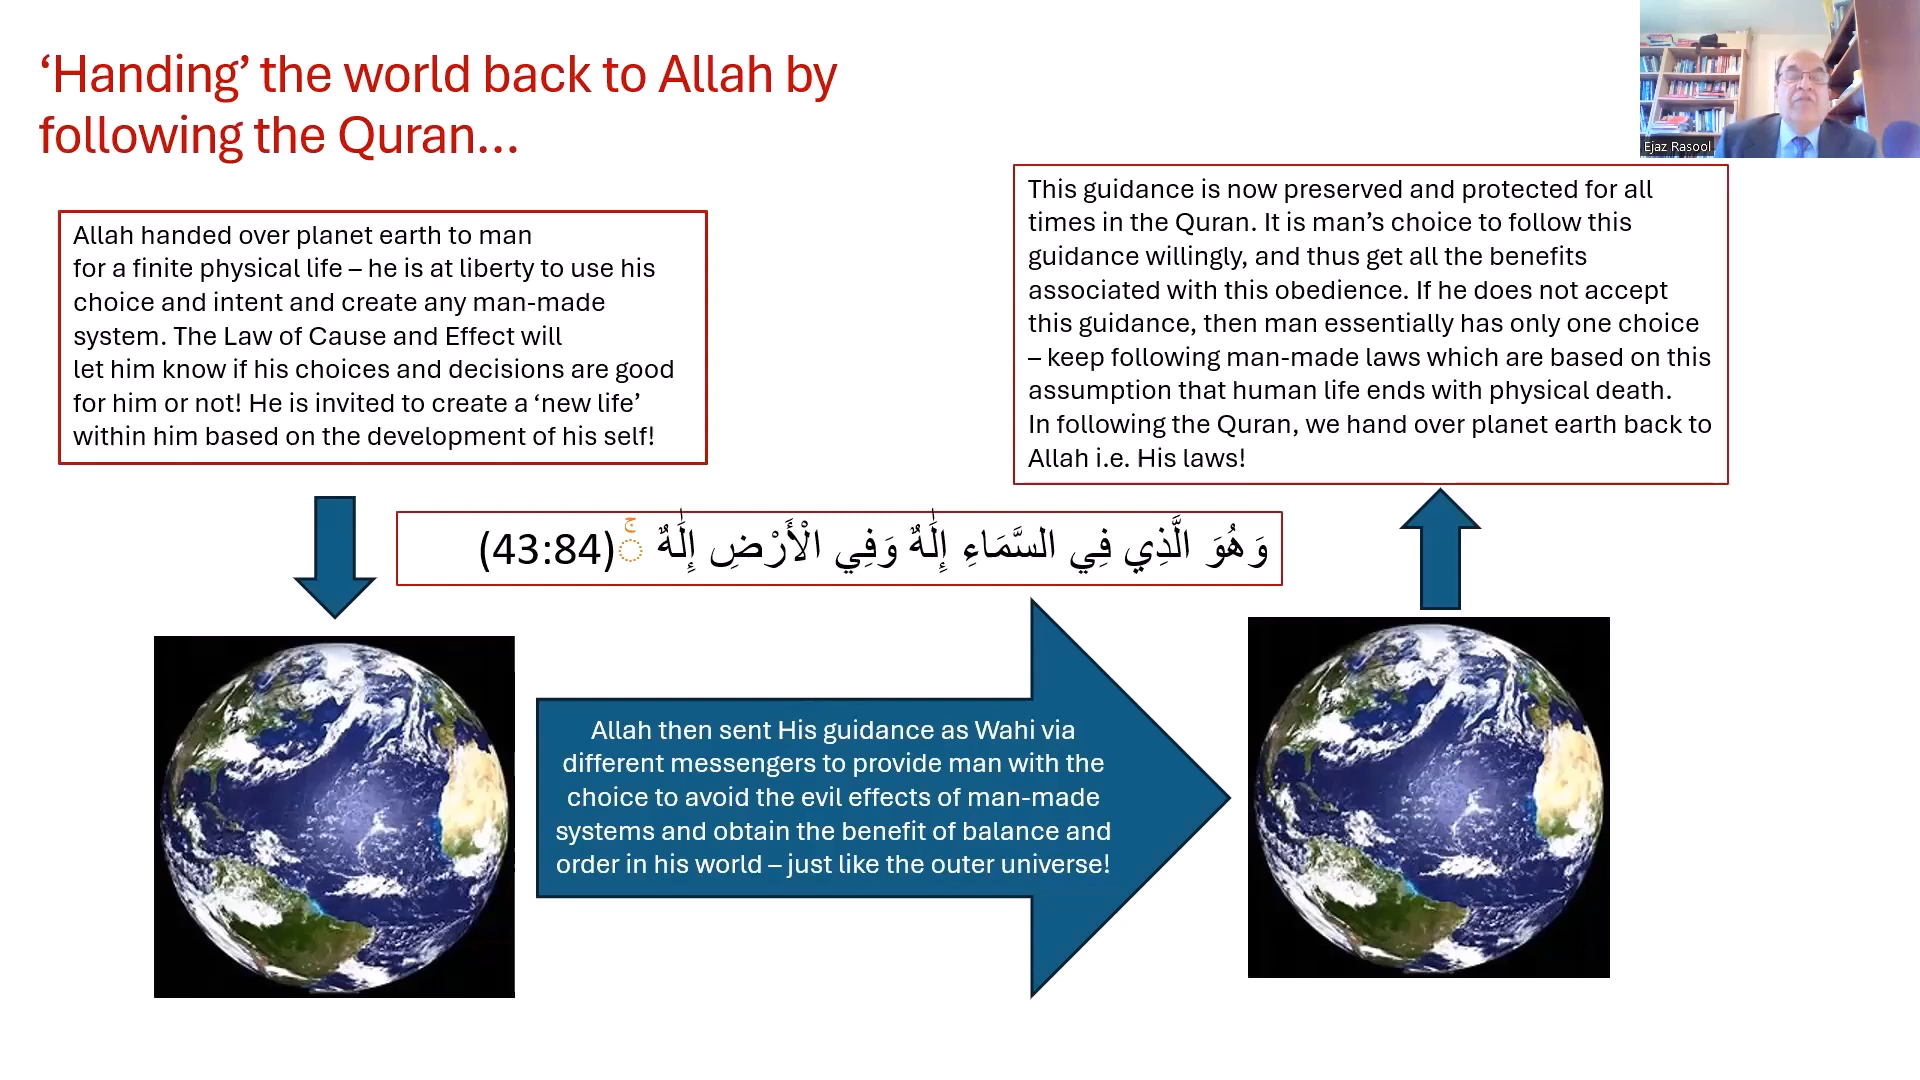 ‘Handing’ the world back to Allah by
following the Quran...
Ejaz Rasool
Allah handed over planet earth to man
for a finite physical life – he is at liberty to use his
choice and intent and create any man-made
system. The Law of Cause and Effect will
let him know if his choices and decisions are good
for him or not! He is invited to create a ‘new life’
within him based on the development of his self!
This guidance is now preserved and protected for all
times in the Quran. It is man’s choice to follow this
guidance willingly, and thus get all the benefits
associated with this obedience. If he does not accept
this guidance, then man essentially has only one choice
– keep following man-made laws which are based on this
assumption that human life ends with physical death.
In following the Quran, we hand over planet earth back to
Allah i.e. His laws!
وَهُوَ الَّذِي فِي السَّمَاءِ إِلَٰهٌ وَفِي الْأَرْضِ إِلَٰهٌ ۚ (43:84)
Allah then sent His guidance as Wahi via
different messengers to provide man with the
choice to avoid the evil effects of man-made
systems and obtain the benefit of balance and
order in his world – just like the outer universe!